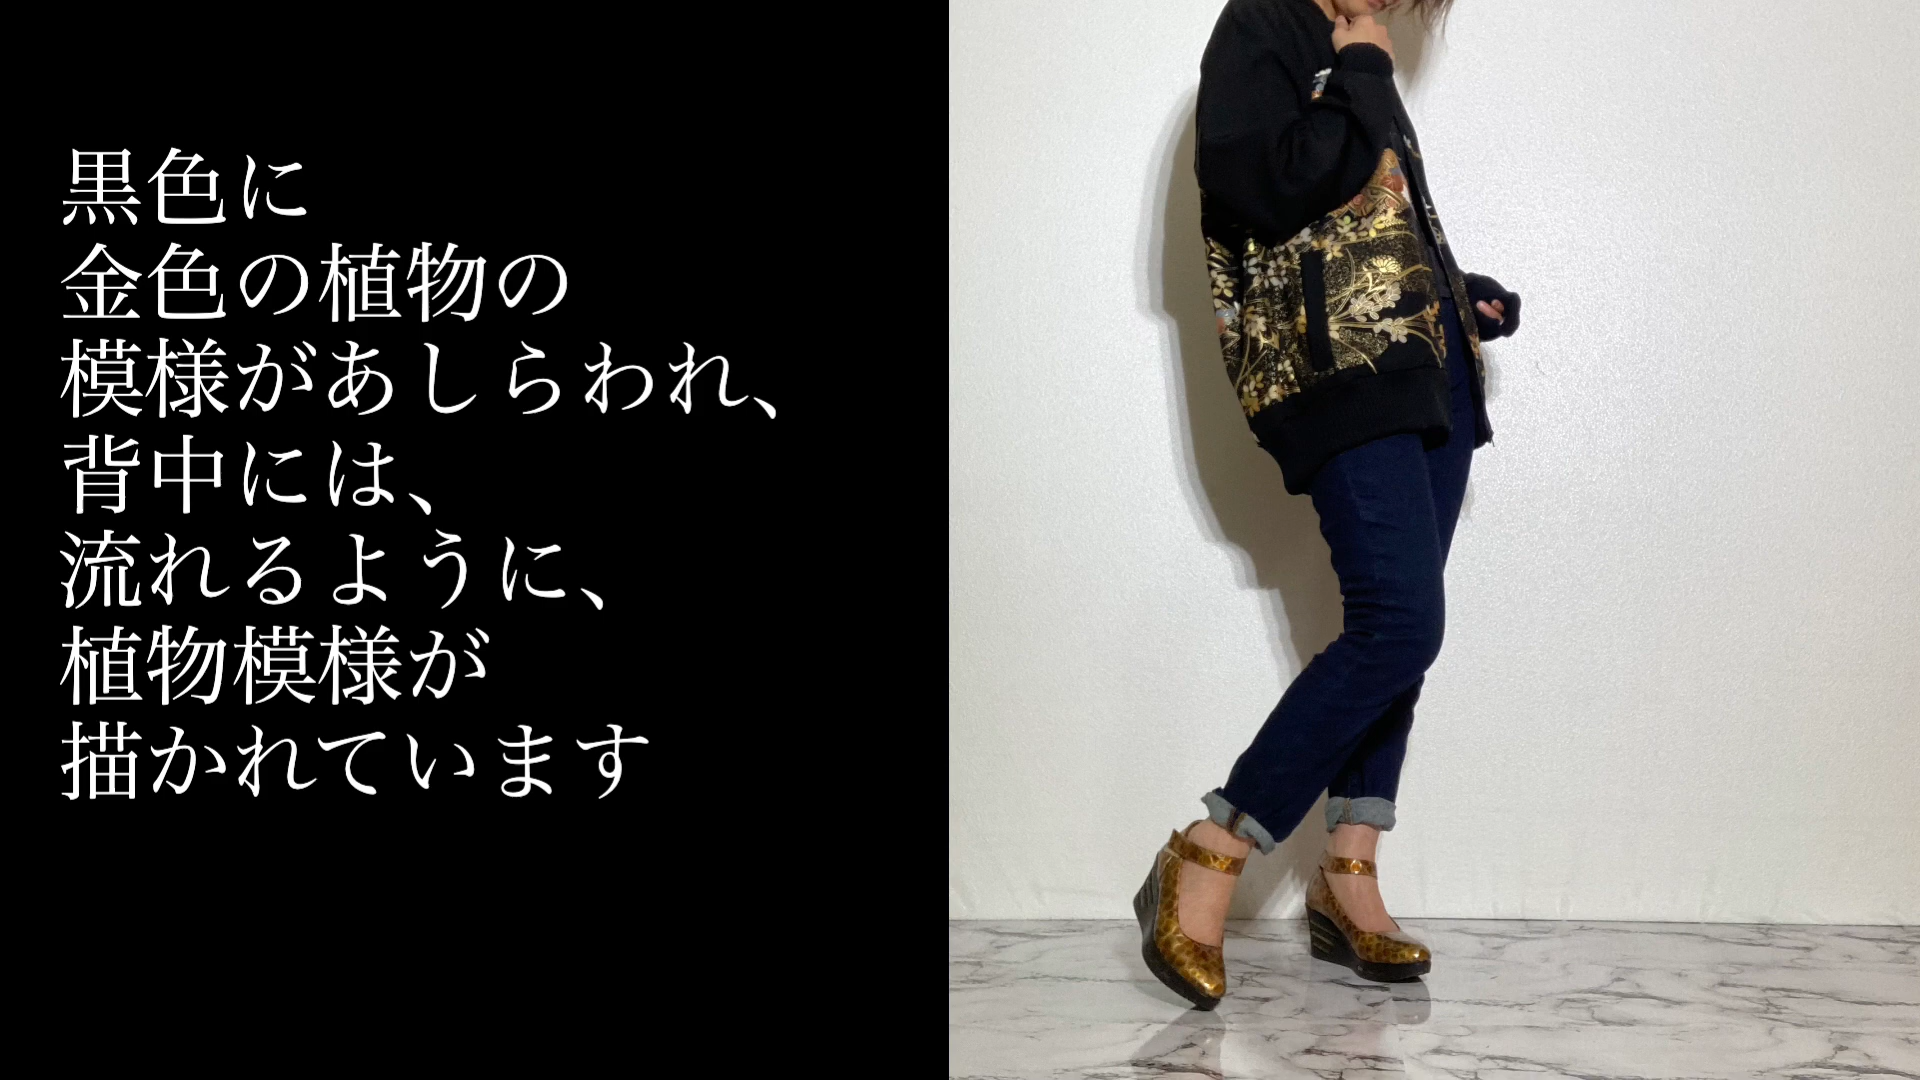 黒色に
金色の植物の
模様があしらわれ、
背中には、
流れるように、
植物模様が
描かれています